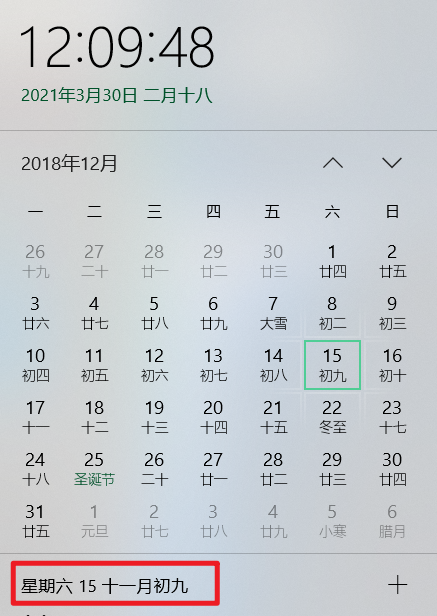 12:09:48
2021年3月30日 二月十八
2018年12月
一 二 三 四 五 六 日
26 27 28 29 30 1 2
十九 二十 廿一 廿二 廿三 廿四 廿五
3 4 5 6 7 8 9
廿六 廿七 廿八 廿九 大雪 初二 初三
10 11 12 13 14 15 16
初四 初五 初六 初七 初八 初九 初十
17 18 19 20 21 22 23
十一 十二 十三 十四 十五 冬至 十七
24 25 26 27 28 29 30
十八 圣诞节 二十 廿一 廿二 廿三 廿四
31 1 2 3 4 5 6
廿五 元旦 廿七 廿八 廿九 小寒 腊月
星期六 15 十一月初九